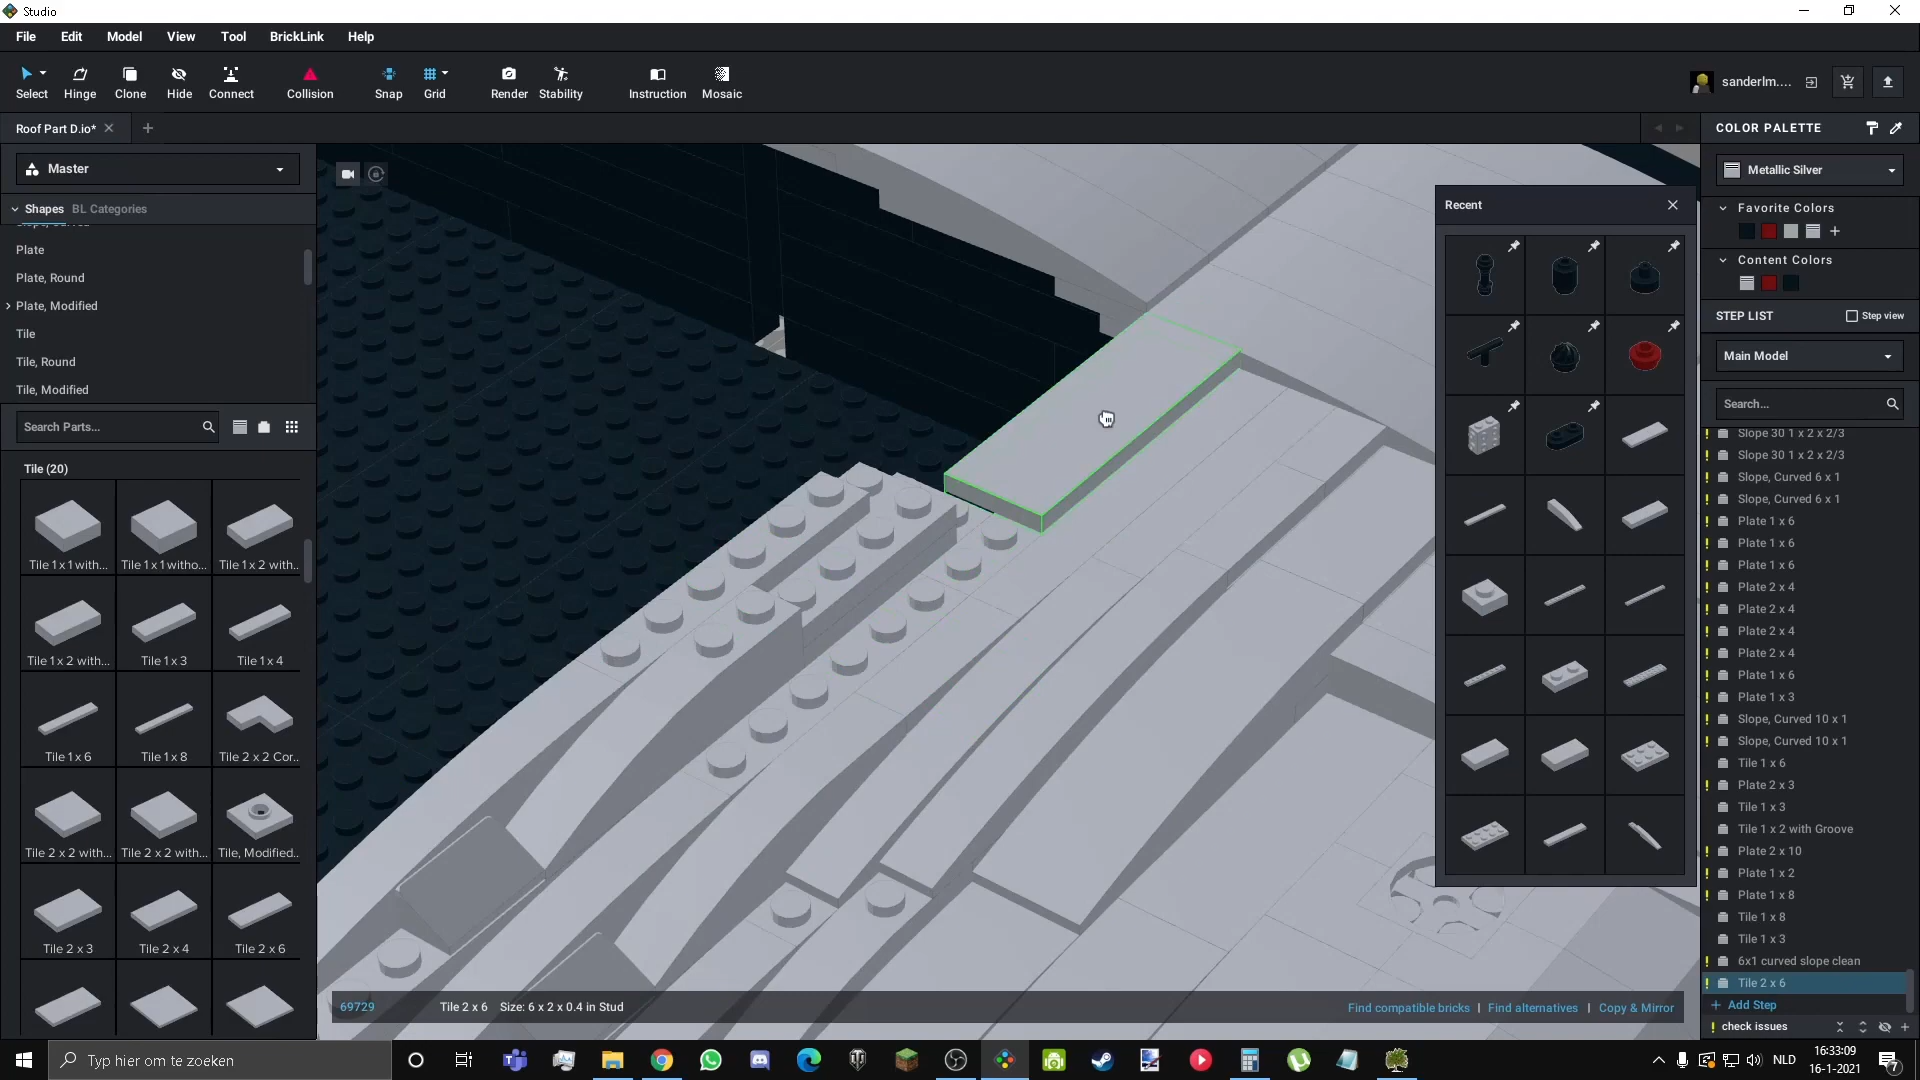 Studio
File Edit Model View Tool BrickLink Help
Select Hinge Clone Hide Connect Collision Snap Grid Render Stability Instruction Mosaic
sanderlm....
Roof Part D.io*
Master
Shapes BL Categories
Slope, Curved
Plate
Plate, Round
Plate, Modified
Tile
Tile, Round
Tile, Modified
Search Parts...
Tile (20)
Tile 1 x 1 with... Tile 1 x 1 witho... Tile 1 x 2 with..
Tile 1 x 2 with... Tile 1 x 3 Tile 1 x 4
Tile 1 x 6 Tile 1 x 8 Tile 2 x 2 Cor..
Tile 2 x 2 with... Tile 2 x 2 with... Tile, Modified..
Tile 2 x 3 Tile 2 x 4 Tile 2 x 6
Recent
69729 Tile 2 x 6 Size: 6 x 2 x 0.4 in Stud
Find compatible bricks | Find alternatives | Copy & Mirror
COLOR PALETTE
Metallic Silver
Favorite Colors
Content Colors
STEP LIST Step view
Main Model
Search...
Slope 30 1 x 2 x 2/3
Slope 30 1 x 2 x 2/3
Slope, Curved 6 x 1
Slope, Curved 6 x 1
Plate 1 x 6
Plate 1 x 6
Plate 1 x 6
Plate 2 x 4
Plate 2 x 4
Plate 2 x 4
Plate 2 x 4
Plate 1 x 6
Plate 1 x 3
Slope, Curved 10 x 1
Slope, Curved 10 x 1
Tile 1 x 6
Plate 2 x 3
Tile 1 x 3
Tile 1 x 2 with Groove
Plate 2 x 10
Plate 1 x 2
Plate 1 x 8
Tile 1 x 8
Tile 1 x 3
6x1 curved slope clean
Tile 2 x 6
+ Add Step
! check issues
Typ hier om te zoeken
NLD
16:33:09
16-1-2021
7